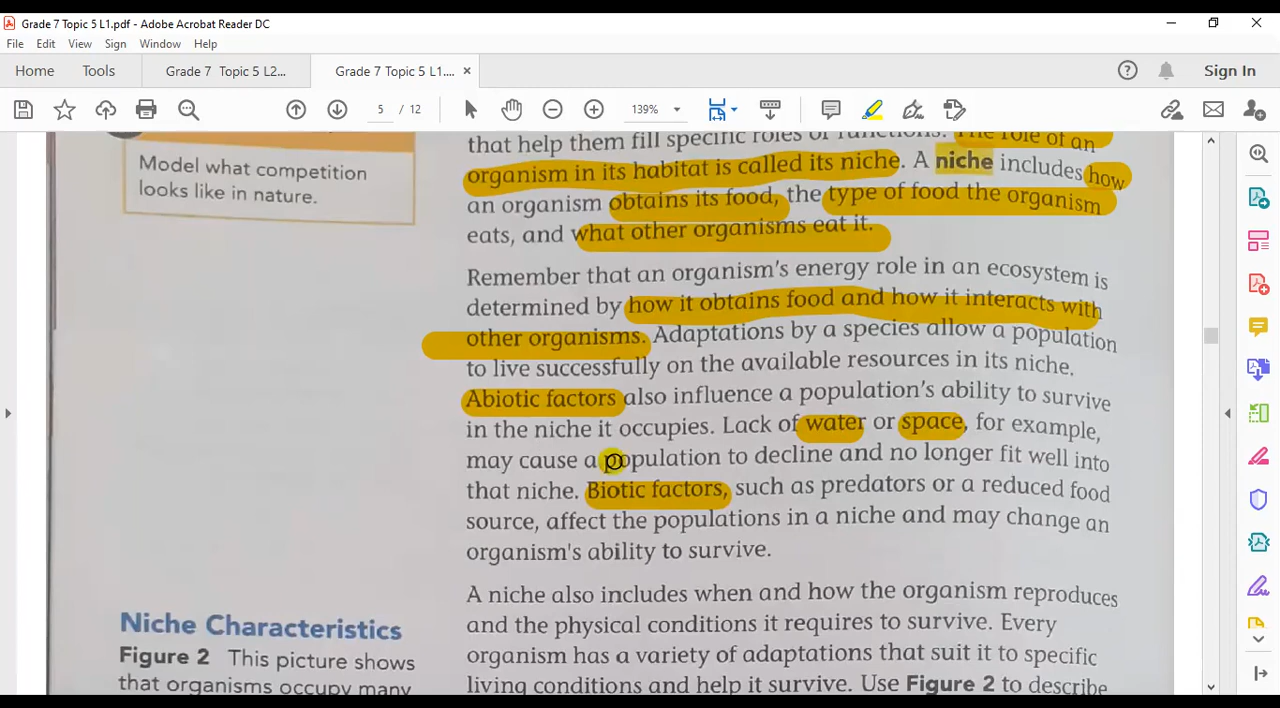 Grade 7 Topic 5 L1.pdf - Adobe Acrobat Reader DC
File Edit View Sign Window Help
Home Tools Grade 7 Topic 5 L2... Grade 7 Topic 5 L1.... × Sign In
5 / 12 139%
Model what competition
looks like in nature.
that help them fill specific roles or functions. The role of an
organism in its habitat is called its niche. A niche includes how
an organism obtains its food, the type of food the organism
eats, and what other organisms eat it.
Remember that an organism's energy role in an ecosystem is
determined by how it obtains food and how it interacts with
other organisms. Adaptations by a species allow a population
to live successfully on the available resources in its niche.
Abiotic factors also influence a population's ability to survive
in the niche it occupies. Lack of water or space, for example,
may cause a population to decline and no longer fit well into
that niche. Biotic factors, such as predators or a reduced food
source, affect the populations in a niche and may change an
organism's ability to survive.
A niche also includes when and how the organism reproduces
and the physical conditions it requires to survive. Every
organism has a variety of adaptations that suit it to specific
living conditions and help it survive. Use Figure 2 to describe
Niche Characteristics
Figure 2 This picture shows
that organisms occupy many